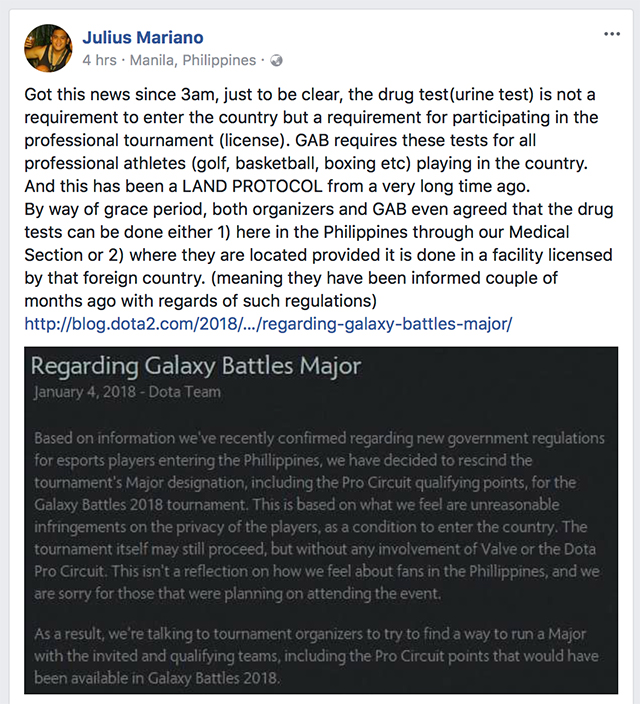 Julius Mariano
4 hrs · Manila, Philippines ·
Got this news since 3am, just to be clear, the drug test(urine test) is not a
requirement to enter the country but a requirement for participating in the
professional tournament (license). GAB requires these tests for all
professional athletes (golf, basketball, boxing etc) playing in the country.
And this has been a LAND PROTOCOL from a very long time ago.
By way of grace period, both organizers and GAB even agreed that the drug
tests can be done either 1) here in the Philippines through our Medical
Section or 2) where they are located provided it is done in a facility licensed
by that foreign country. (meaning they have been informed couple of
months ago with regards of such regulations)
http://blog.dota2.com/2018/.../regarding-galaxy-battles-major/
Regarding Galaxy Battles Major
January 4, 2018 - Dota Team
Based on information we've recently confirmed regarding new government regulations
for esports players entering the Phillippines, we have decided to rescind the
tournament's Major designation, including the Pro Circuit qualifying points, for the
Galaxy Battles 2018 tournament. This is based on what we feel are unreasonable
infringements on the privacy of the players, as a condition to enter the country. The
tournament itself may still proceed, but without any involvement of Valve or the Dota
Pro Circuit. This isn't a reflection on how we feel about fans in the Phillippines, and we
are sorry for those that were planning on attending the event.
As a result, we're talking to tournament organizers to try to find a way to run a Major
with the invited and qualifying teams, including the Pro Circuit points that would have
been available in Galaxy Battles 2018.